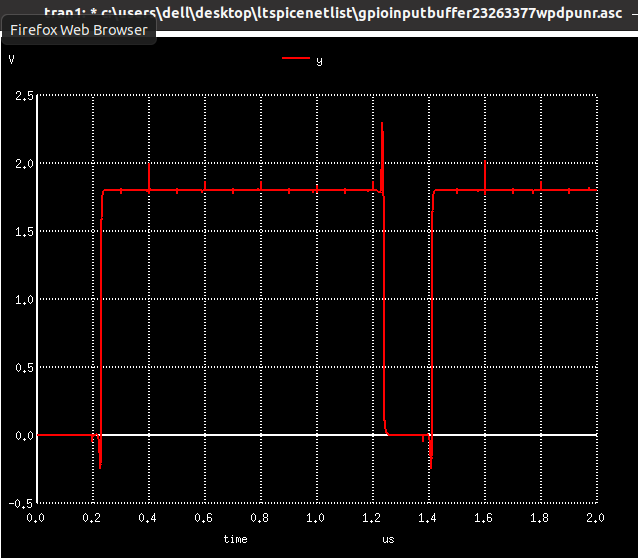 tran1: * c:\users\dell\desktop\ltspicenetlist\gpioinputbuffer23263377wpdpunr.asc –
Firefox Web Browser
V
y
2.5
2.0
1.5
1.0
0.5
0.0
-0.5
0.0 0.2 0.4 0.6 0.8 1.0 1.2 1.4 1.6 1.8 2.0
time us